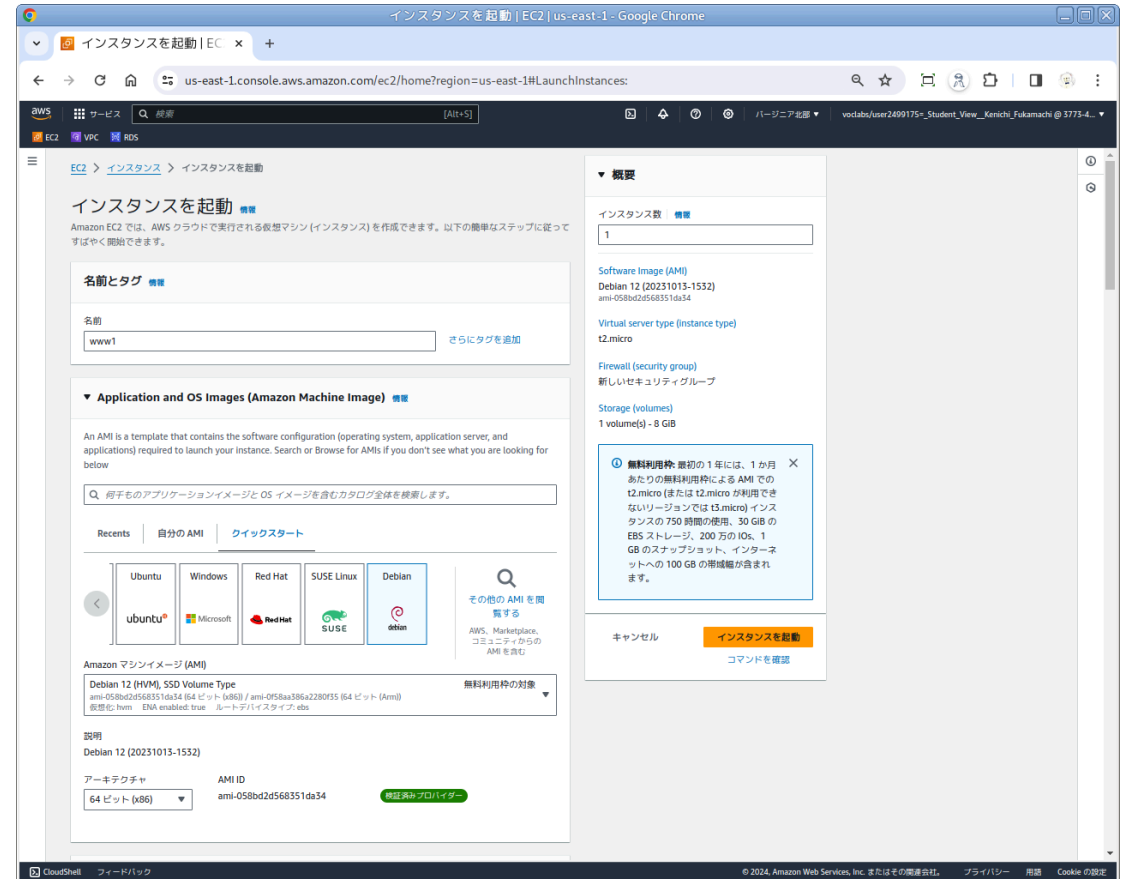 インスタンスを起動 | EC2 | us-east-1 - Google Chrome
インスタンスを起動 | EC
us-east-1.console.aws.amazon.com/ec2/home?region=us-east-1#LaunchInstances:
aws
サービス
検索
[Alt+S]
バージニア北部
voclabs/user2499175=_Student_View__Kenichi_Fukamachi @ 3773-4...
EC2
VPC
RDS
EC2 > インスタンス > インスタンスを起動
インスタンスを起動 情報
Amazon EC2 では、AWS クラウドで実行される仮想マシン (インスタンス) を作成できます。以下の簡単なステップに従って
すばやく開始できます。
名前とタグ 情報
名前
www1
さらにタグを追加
Application and OS Images (Amazon Machine Image) 情報
An AMI is a template that contains the software configuration (operating system, application server, and
applications) required to launch your instance. Search or Browse for AMIs if you don't see what you are looking for
below
何千ものアプリケーションイメージと OS イメージを含むカタログ全体を検索します。
Recents
自分の AMI
クイックスタート
Ubuntu
ubuntu
Windows
Microsoft
Red Hat
Red Hat
SUSE Linux
SUSE
Debian
debian
その他の AMI を閲
覧する
AWS、Marketplace、
コミュニティからの
AMI を含む
Amazon マシンイメージ (AMI)
Debian 12 (HVM), SSD Volume Type
無料利用枠の対象
ami-058bd2d568351da34 (64 ビット (x86)) / ami-0f58aa386a2280f35 (64 ビット (Arm))
仮想化: hvm ENA enabled: true ルートデバイスタイプ: ebs
説明
Debian 12 (20231013-1532)
アーキテクチャ
64 ビット (x86)
AMI ID
ami-058bd2d568351da34
検証済みプロバイダー
概要
インスタンス数 情報
1
Software Image (AMI)
Debian 12 (20231013-1532)
ami-058bd2d568351da34
Virtual server type (instance type)
t2.micro
Firewall (security group)
新しいセキュリティグループ
Storage (volumes)
1 volume(s) - 8 GiB
無料利用枠: 最初の 1 年には、1 か月
あたりの無料利用枠による AMI での
t2.micro (または t2.micro が利用でき
ないリージョンでは t3.micro) インス
タンスの 750 時間の使用、30 GiB の
EBS ストレージ、200 万の IOs、1
GB のスナップショット、インターネ
ットへの 100 GB の帯域幅が含まれ
ます。
キャンセル
インスタンスを起動
コマンドを確認
CloudShell
フィードバック
© 2024, Amazon Web Services, Inc. またはその関連会社。
プライバシー
用語
Cookie の設定